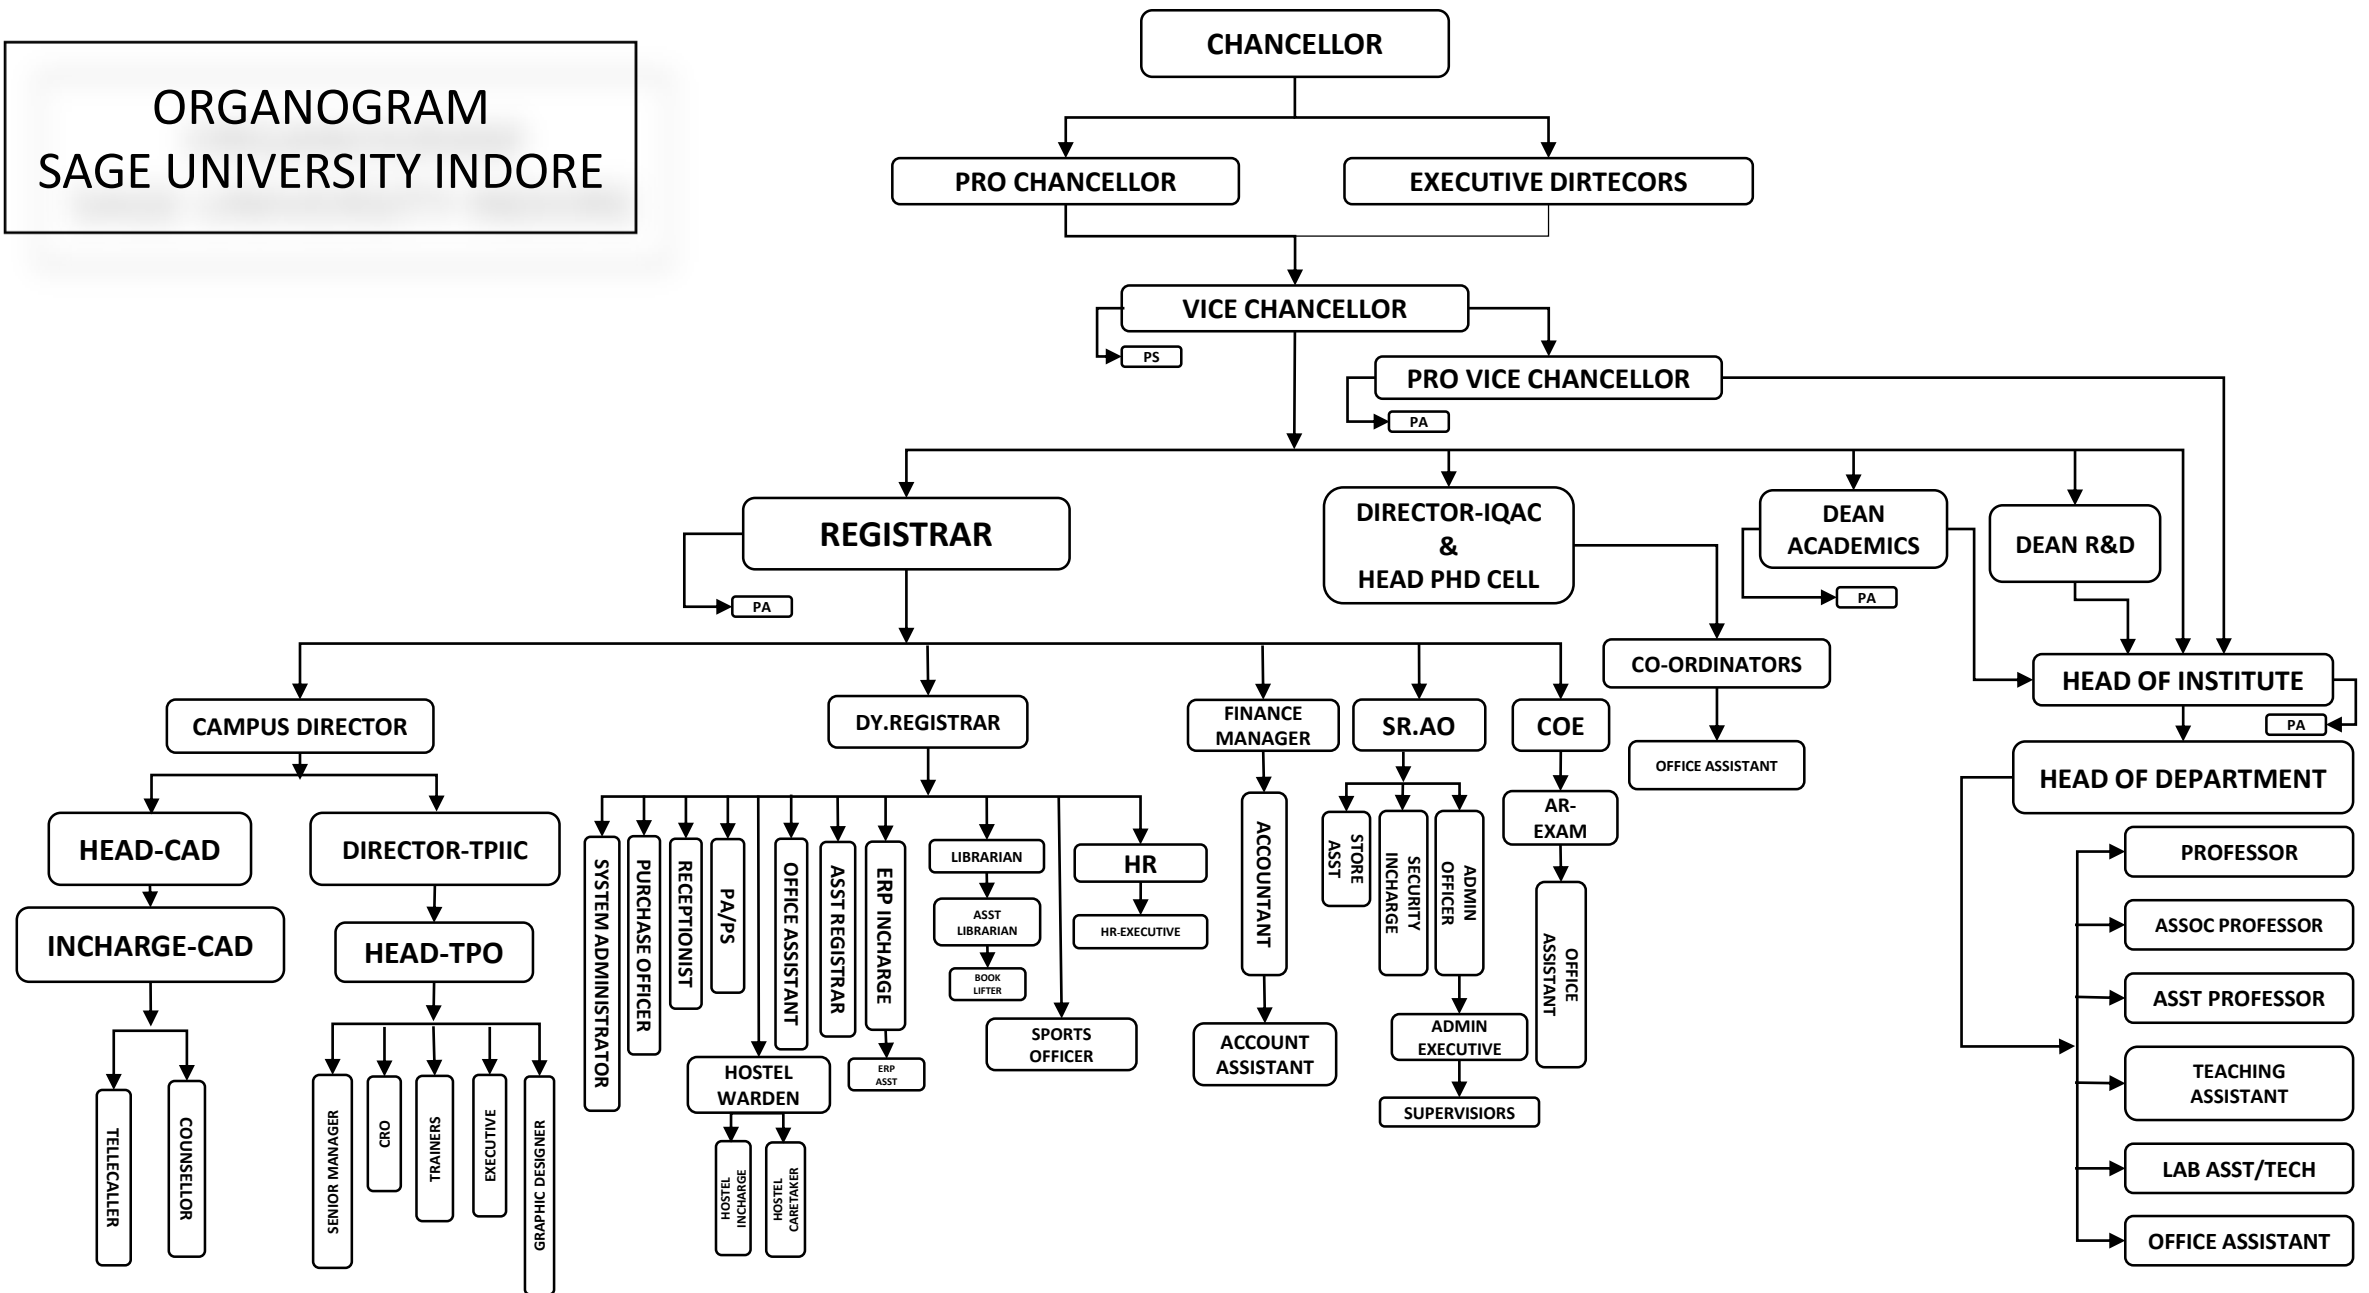 ORGANOGRAM
SAGE UNIVERSITY INDORE
CHANCELLOR
PRO CHANCELLOR
EXECUTIVE DIRTECORS
VICE CHANCELLOR
PS
PRO VICE CHANCELLOR
PA
REGISTRAR
PA
DIRECTOR-IQAC
&
HEAD PHD CELL
DEAN
ACADEMICS
PA
DEAN R&D
CO-ORDINATORS
OFFICE ASSISTANT
HEAD OF INSTITUTE
PA
HEAD OF DEPARTMENT
CAMPUS DIRECTOR
DY.REGISTRAR
FINANCE
MANAGER
SR.AO
COE
HEAD-CAD
DIRECTOR-TPIIC
INCHARGE-CAD
HEAD-TPO
TELLECALLER
COUNSELLOR
SENIOR MANAGER
CRO
TRAINERS
EXECUTIVE
GRAPHIC DESIGNER
SYSTEM ADMINISTRATOR
PURCHASE OFFICER
RECEPTIONIST
PA/PS
HOSTEL
WARDEN
HOSTEL
INCHARGE
HOSTEL
CARETAKER
OFFICE ASSISTANT
ASST REGISTRAR
ERP INCHARGE
ERP
ASST
LIBRARIAN
ASST
LIBRARIAN
BOOK
LIFTER
SPORTS
OFFICER
HR
HR-EXECUTIVE
ACCOUNTANT
ACCOUNT
ASSISTANT
STORE
ASST
SECURITY
INCHARGE
ADMIN
OFFICER
ADMIN
EXECUTIVE
SUPERVISIORS
AR-
EXAM
OFFICE
ASSISTANT
PROFESSOR
ASSOC PROFESSOR
ASST PROFESSOR
TEACHING
ASSISTANT
LAB ASST/TECH
OFFICE ASSISTANT